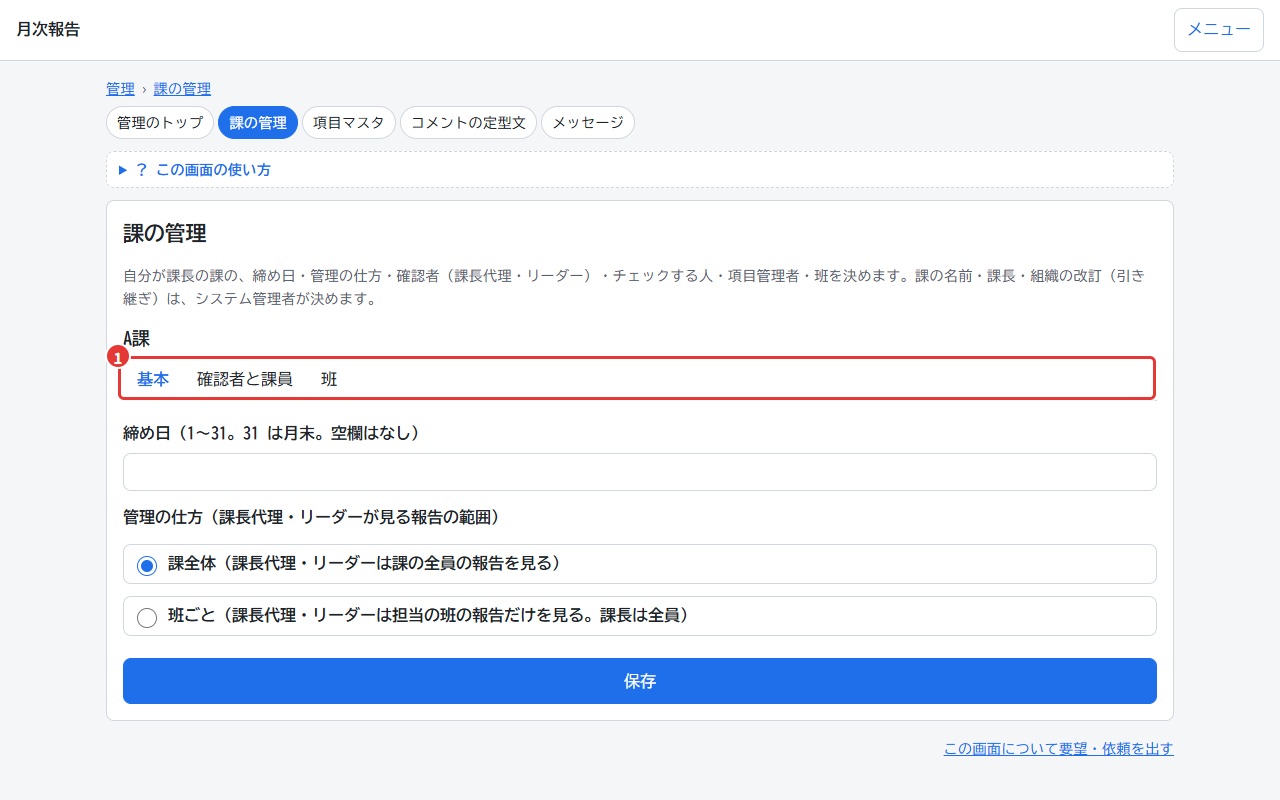 月次報告
メニュー
管理 › 課の管理
管理のトップ 課の管理 項目マスタ コメントの定型文 メッセージ
▶ ? この画面の使い方
課の管理
自分が課長の課の、締め日・管理の仕方・確認者（課長代理・リーダー）・チェックする人・項目管理者・班を決めます。課の名前・課長・組織の改訂（引き
継ぎ）は、システム管理者が決めます。
A課
1
基本 確認者と課員 班
締め日（1〜31。31 は月末。空欄はなし）
管理の仕方（課長代理・リーダーが見る報告の範囲）
課全体（課長代理・リーダーは課の全員の報告を見る）
班ごと（課長代理・リーダーは担当の班の報告だけを見る。課長は全員）
保存
この画面について要望・依頼を出す